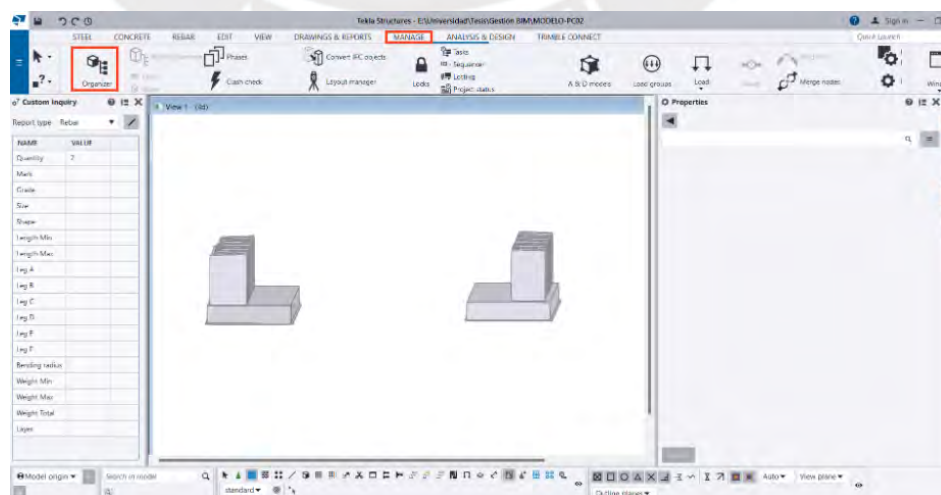 Tekla Structures - E:\Universidad\Tesis\Gestion BIM\MODELO-PC02
Sign in
STEEL CONCRETE REBAR EDIT VIEW DRAWINGS & REPORTS MANAGE ANALYSIS & DESIGN TRIMBLE CONNECT Quick Launch
Organizer
Phases
Clash check
Convert IFC objects
Layout manager
Locks
Tasks
Sequencer
Lotting
Project status
A & D models
Load groups
Load
Merge nodes
Custom Inquiry
Report type Rebar
NAME VALUE
Quantity 2
Mark
Grade
Size
Shape
Length Min
Length Max
Leg A
Leg B
Leg C
Leg D
Leg E
Leg F
Bending radius
Weight Min
Weight Max
Weight Total
Layer
View 1 - (3d)
Properties
Model origin
Search in model
standard
Auto
View plane
Outline planes